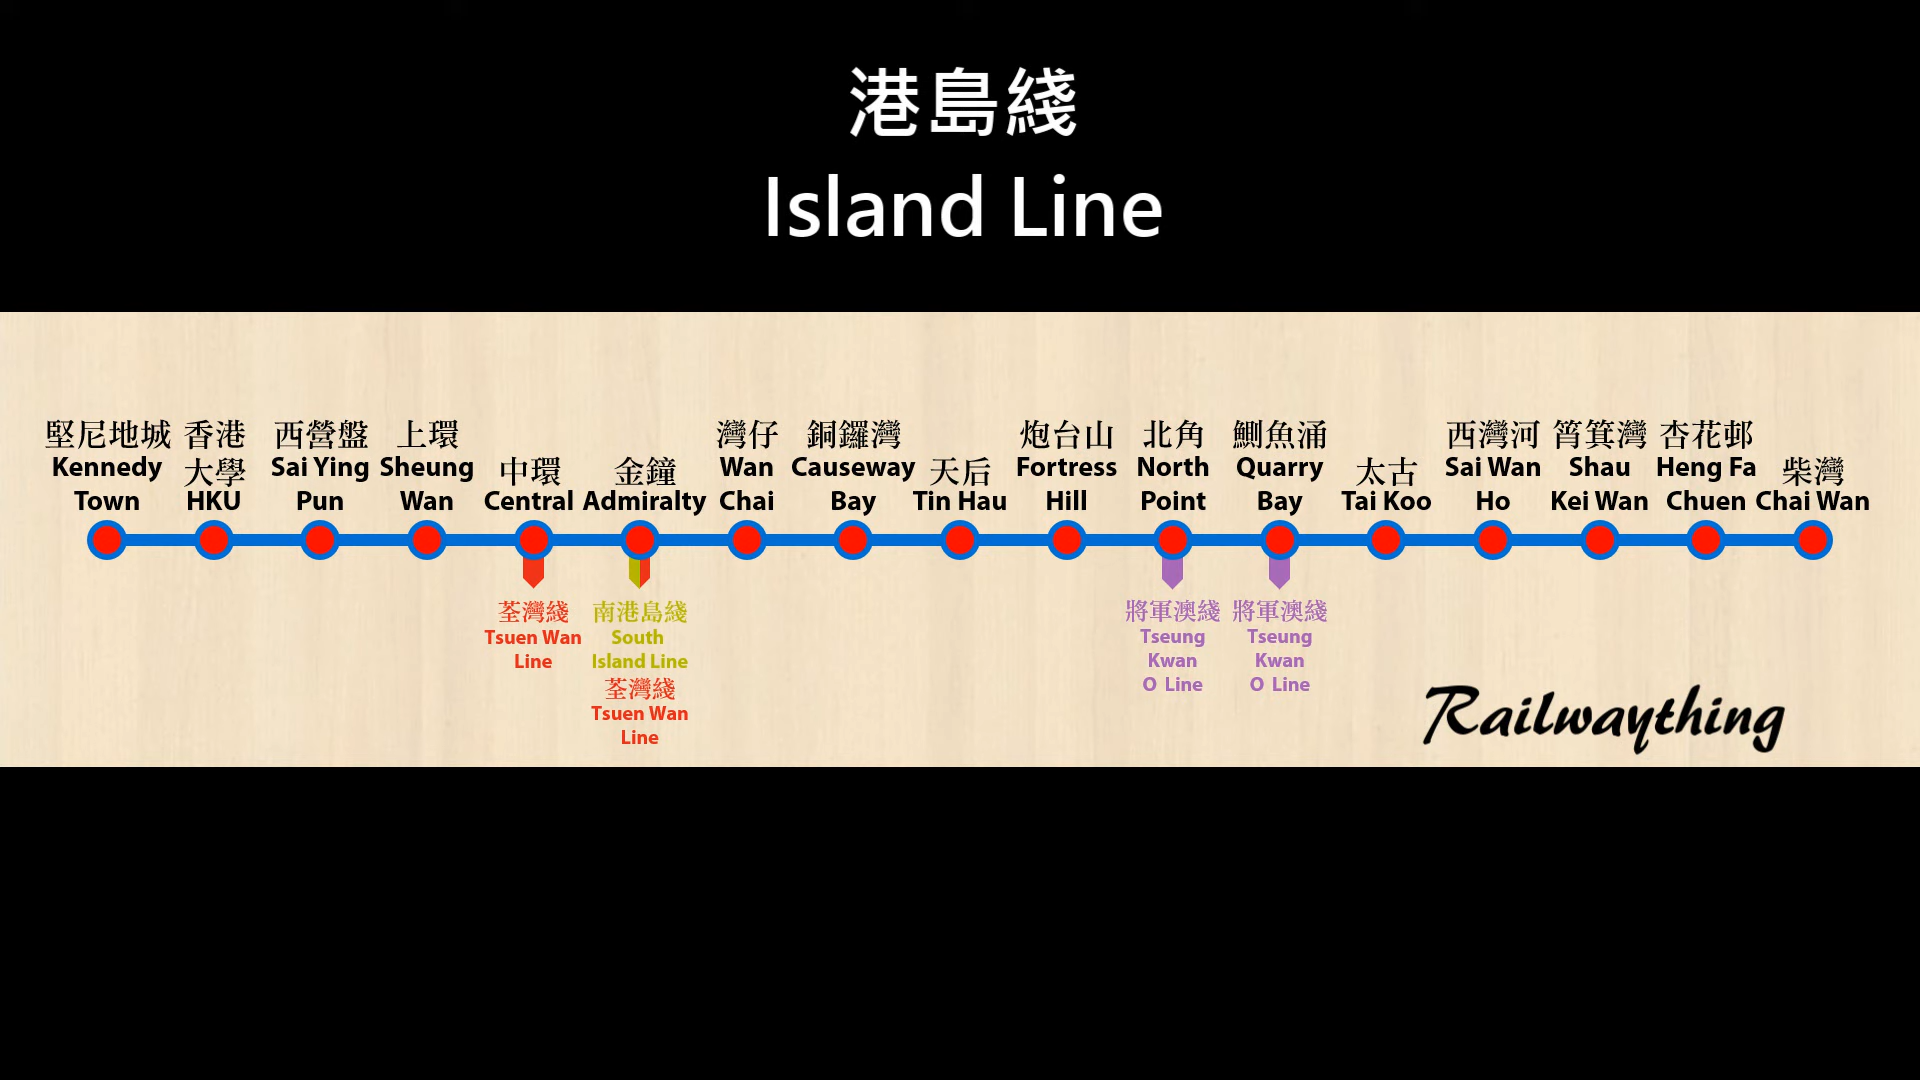 港島綫
Island Line
堅尼地城
Kennedy
Town
香港
大學
HKU
西營盤
Sai Ying
Pun
上環
Sheung
Wan
中環
Central
金鐘
Admiralty
灣仔
Wan
Chai
銅鑼灣
Causeway
Bay
天后
Tin Hau
炮台山
Fortress
Hill
北角
North
Point
鰂魚涌
Quarry
Bay
太古
Tai Koo
西灣河
Sai Wan
Ho
筲箕灣
Shau
Kei Wan
杏花邨
Heng Fa
Chuen
柴灣
Chai Wan
荃灣綫
Tsuen Wan
Line
南港島綫
South
Island Line
荃灣綫
Tsuen Wan
Line
將軍澳綫
Tseung
Kwan
O Line
將軍澳綫
Tseung
Kwan
O Line
Railwaything